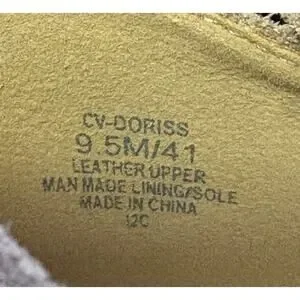 CV-DORISS
9.5M/41
LEATHER UPPER
MAN MADE LINING/SOLE
MADE IN CHINA
12C